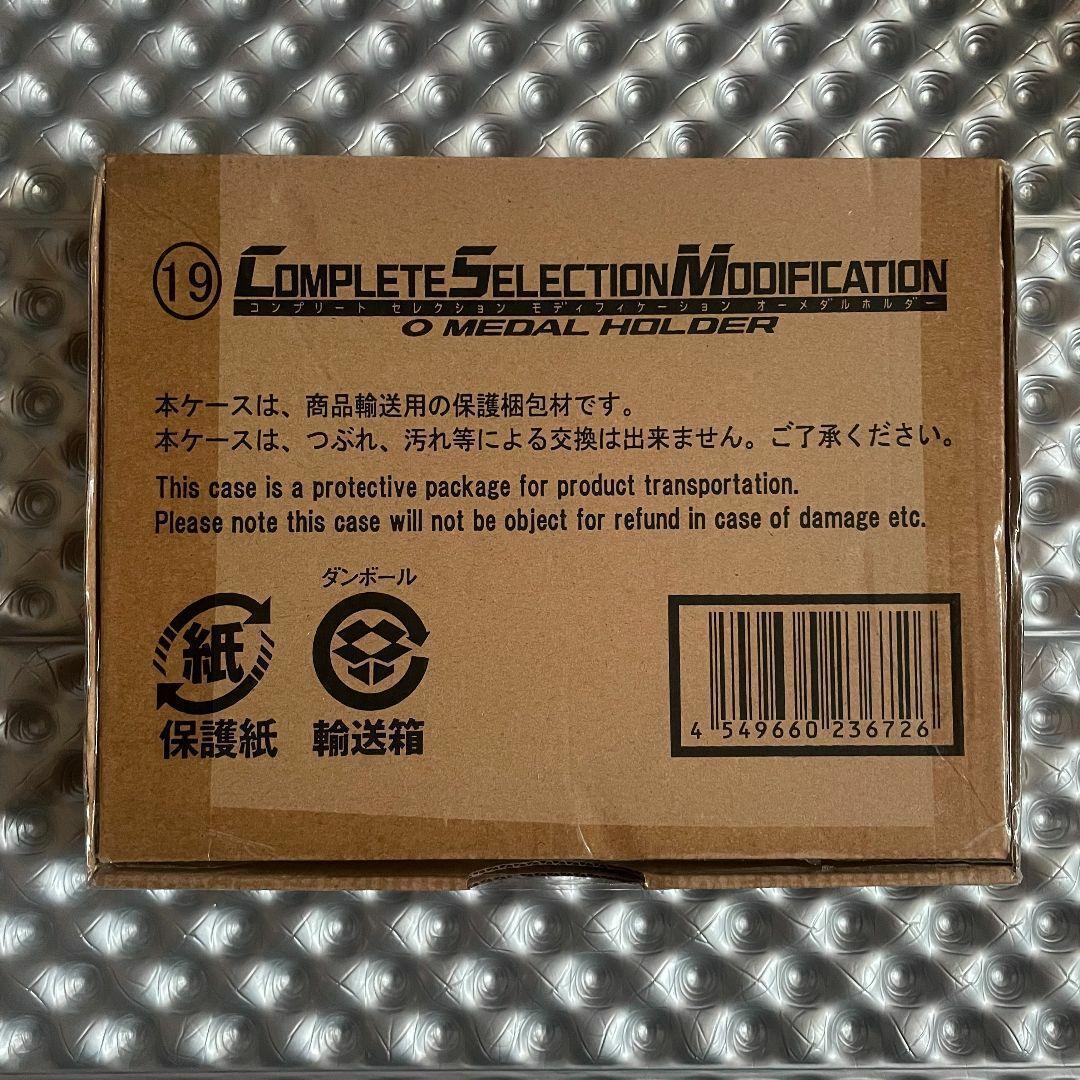 19 COMPLETE SELECTION MODIFICATION
コンプリート セレクション モディフィケーション オーメダルホルダー
O MEDAL HOLDER
本ケースは、商品輸送用の保護梱包材です。
本ケースは、つぶれ、汚れ等による交換は出来ません。ご了承ください。
This case is a protective package for product transportation.
Please note this case will not be object for refund in case of damage etc.
ダンボール
紙
保護紙 輸送箱
4 549660 236726